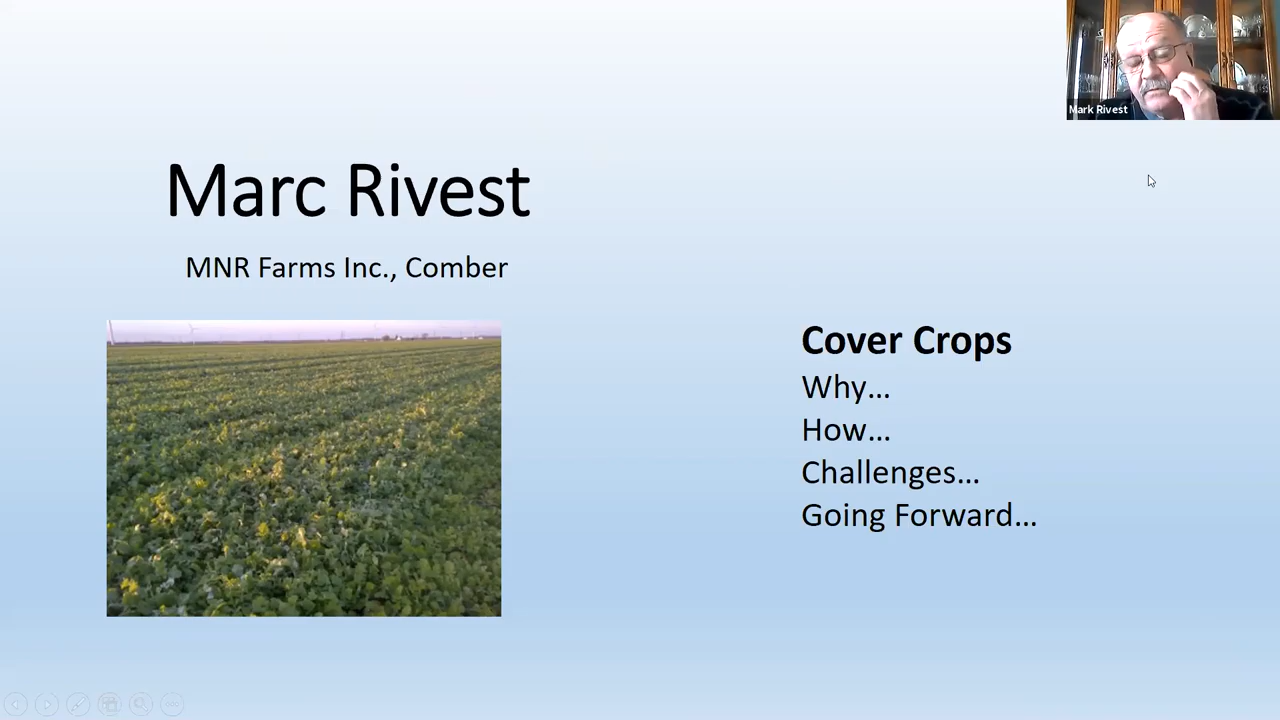 Mark Rivest
Marc Rivest
MNR Farms Inc., Comber
Cover Crops
Why...
How...
Challenges...
Going Forward...